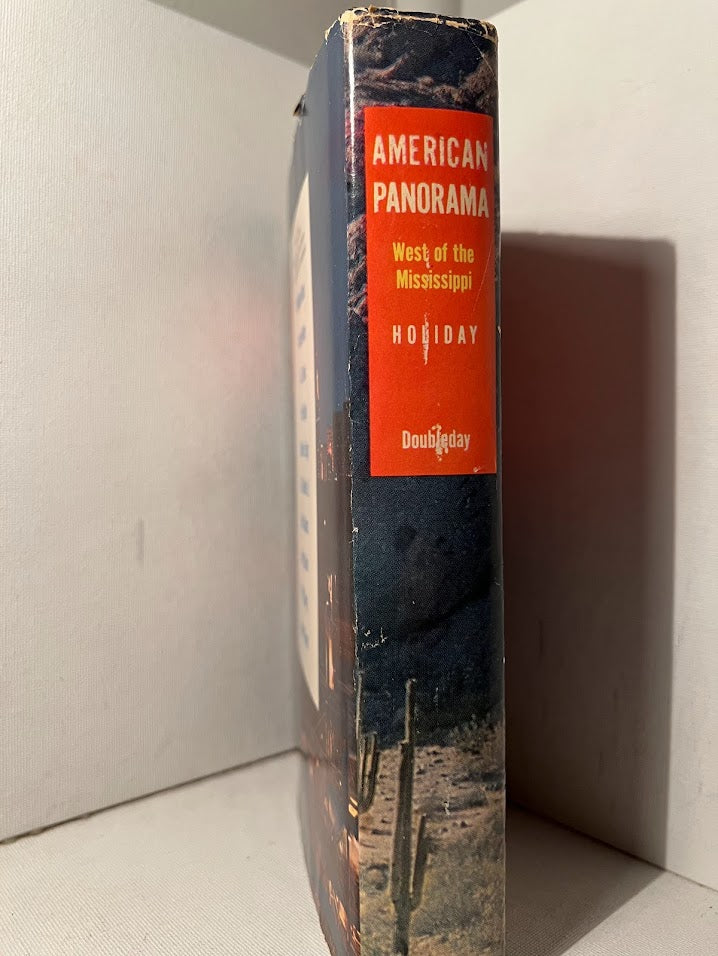 AMERICAN
PANORAMA
West of the
Mississippi
HOLIDAY
Doubleday